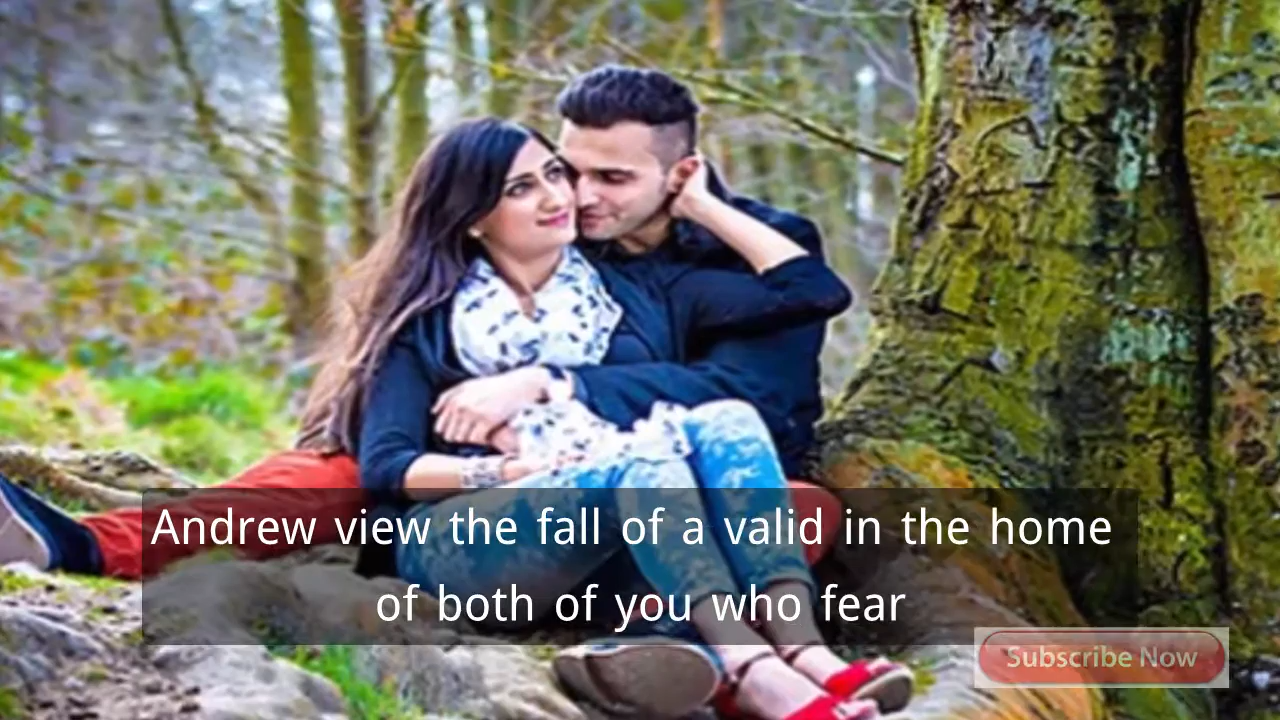 Andrew view the fall of a valid in the home
of both of you who fear
Subscribe Now